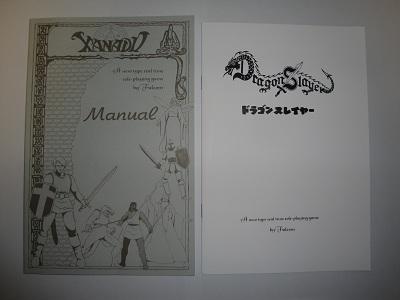 XANADU
A new type real time
role-playing game
by Falcom
Manual
Dragon Slayer
ドラゴンスレイヤー
A new type real time role-playing game
by Falcom